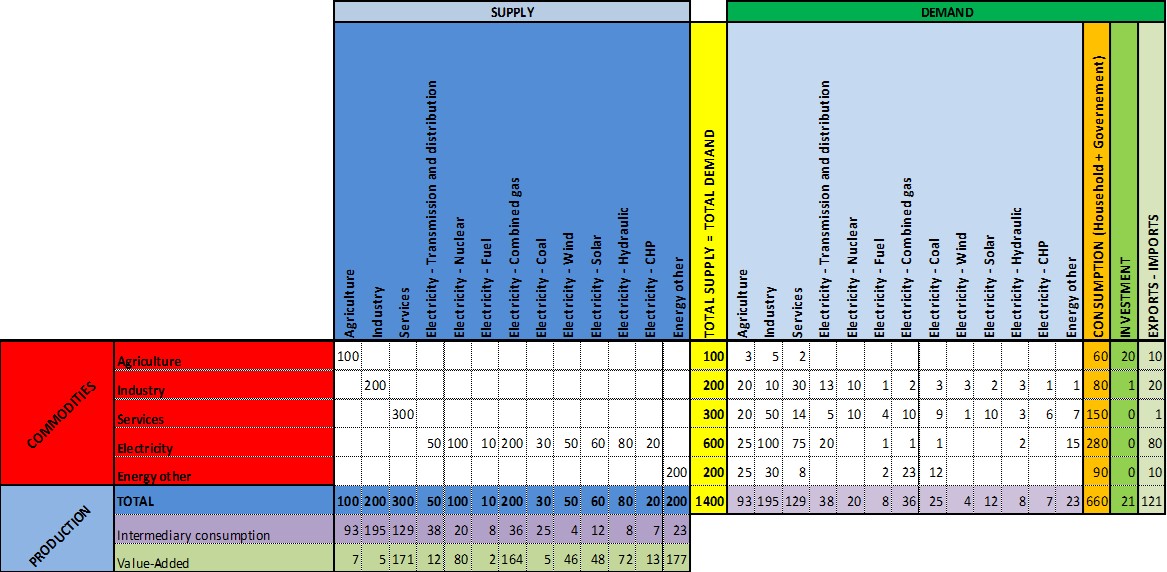 SUPPLY DEMAND
Agriculture Industry Services Electricity - Transmission and distribution Electricity - Nuclear Electricity - Fuel Electricity - Combined gas Electricity - Coal Electricity - Wind Electricity - Solar Electricity - Hydraulic Electricity - CHP Energy other TOTAL SUPPLY = TOTAL DEMAND Agriculture Industry Services Electricity - Transmission and distribution Electricity - Nuclear Electricity - Fuel Electricity - Combined gas Electricity - Coal Electricity - Wind Electricity - Solar Electricity - Hydraulic Electricity - CHP Energy other CONSUMPTION (Household + Governement) INVESTMENT EXPORTS - IMPORTS
COMMODITIES
Agriculture 100 100 3 5 2 60 20 10
Industry 200 200 20 10 30 13 10 1 2 3 3 2 3 1 1 80 1 20
Services 300 300 20 50 14 5 10 4 10 9 1 10 3 6 7 150 0 1
Electricity 50 100 10 200 30 50 60 80 20 600 25 100 75 20 1 1 1 2 15 280 0 80
Energy other 200 200 25 30 8 2 23 12 90 0 10
PRODUCTION
TOTAL 100 200 300 50 100 10 200 30 50 60 80 20 200 1400 93 195 129 38 20 8 36 25 4 12 8 7 23 660 21 121
Intermediary consumption 93 195 129 38 20 8 36 25 4 12 8 7 23
Value-Added 7 5 171 12 80 2 164 5 46 48 72 13 177